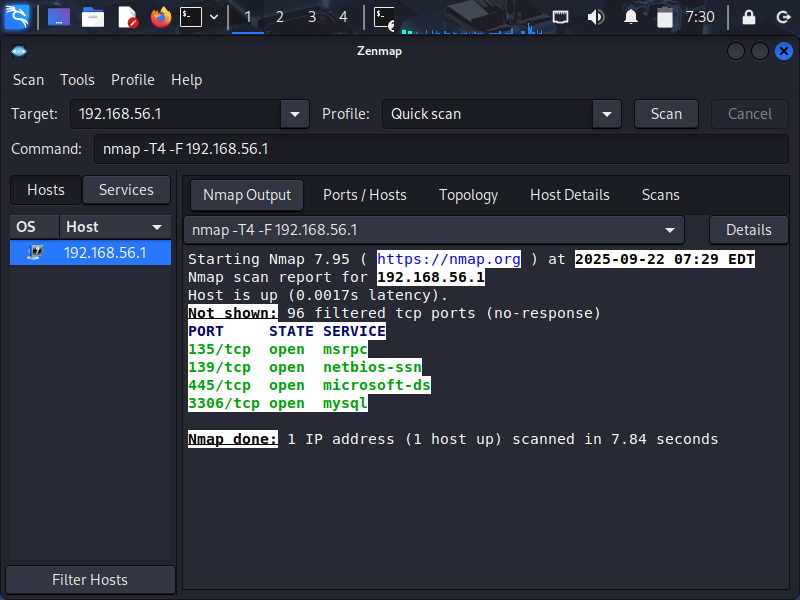 1 2 3 4 7:30
Zenmap
Scan Tools Profile Help
Target: 192.168.56.1 Profile: Quick scan Scan Cancel
Command: nmap -T4 -F 192.168.56.1
Hosts Services
Nmap Output Ports / Hosts Topology Host Details Scans
OS Host
192.168.56.1
nmap -T4 -F 192.168.56.1 Details
Starting Nmap 7.95 ( https://nmap.org ) at 2025-09-22 07:29 EDT
Nmap scan report for 192.168.56.1
Host is up (0.0017s latency).
Not shown: 96 filtered tcp ports (no-response)
PORT STATE SERVICE
135/tcp open msrpc
139/tcp open netbios-ssn
445/tcp open microsoft-ds
3306/tcp open mysql
Nmap done: 1 IP address (1 host up) scanned in 7.84 seconds
Filter Hosts